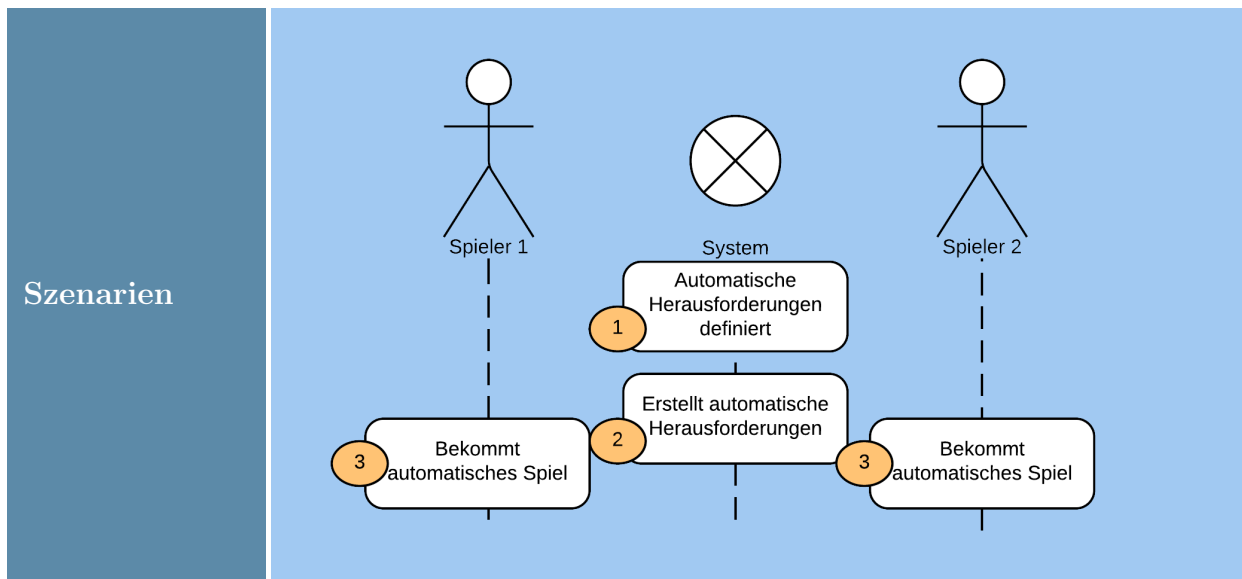 Szenarien
Spieler 1
System
Spieler 2
Automatische
Herausforderungen
definiert
1
Erstellt automatische
Herausforderungen
2
Bekommt
automatisches Spiel
3
Bekommt
automatisches Spiel
3